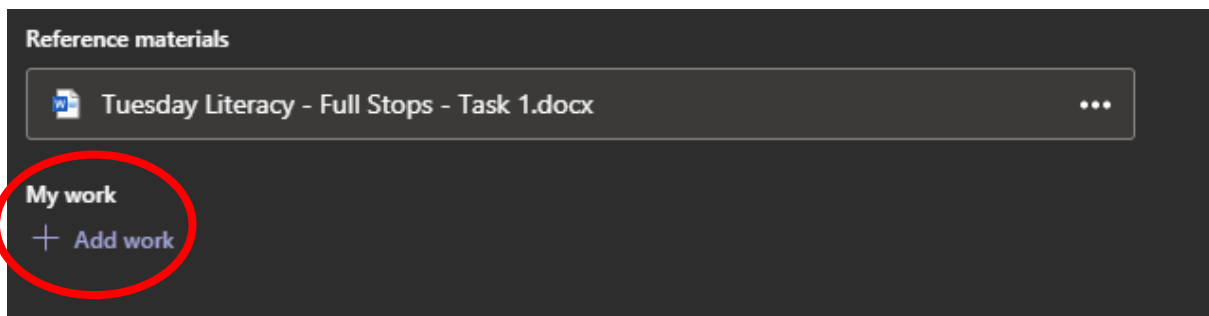 Reference materials
Tuesday Literacy - Full Stops - Task 1.docx
My work
+ Add work